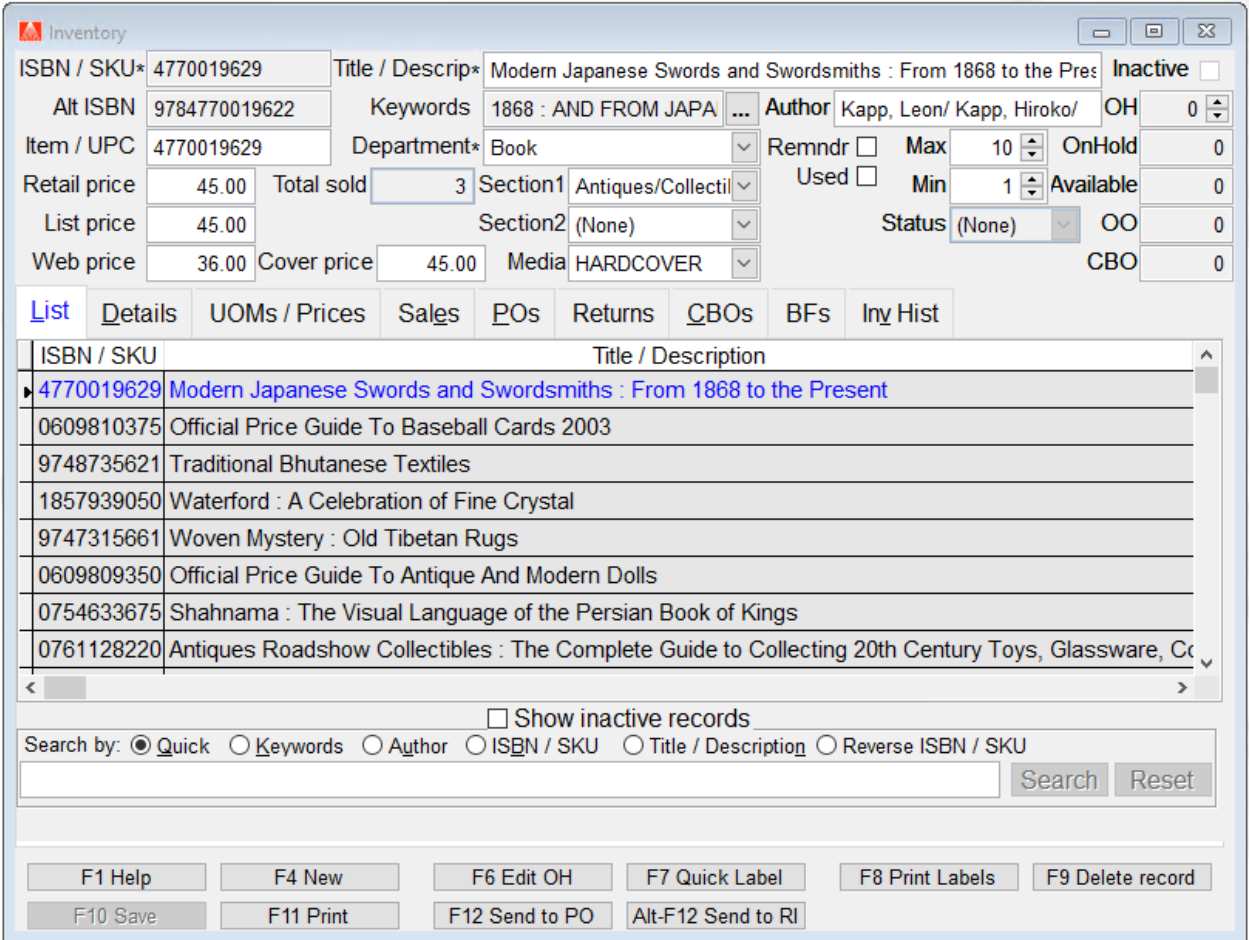 Inventory
ISBN / SKU* 4770019629 Title / Descrip* Modern Japanese Swords and Swordsmiths : From 1868 to the Pres Inactive
Alt ISBN 9784770019622 Keywords 1868 : AND FROM JAPA ... Author Kapp, Leon/ Kapp, Hiroko/ OH 0
Item / UPC 4770019629 Department* Book Remndr Max 10 OnHold 0
Retail price 45.00 Total sold 3 Section1 Antiques/Collectil Used Min 1 Available 0
List price 45.00 Section2 (None) Status (None) OO 0
Web price 36.00 Cover price 45.00 Media HARDCOVER CBO 0
List Details UOMs / Prices Sales POs Returns CBOs BFs Inv Hist
ISBN / SKU Title / Description
4770019629 Modern Japanese Swords and Swordsmiths : From 1868 to the Present
0609810375 Official Price Guide To Baseball Cards 2003
9748735621 Traditional Bhutanese Textiles
1857939050 Waterford : A Celebration of Fine Crystal
9747315661 Woven Mystery : Old Tibetan Rugs
0609809350 Official Price Guide To Antique And Modern Dolls
0754633675 Shahnama : The Visual Language of the Persian Book of Kings
0761128220 Antiques Roadshow Collectibles : The Complete Guide to Collecting 20th Century Toys, Glassware, Co
Show inactive records
Search by: Quick Keywords Author ISBN / SKU Title / Description Reverse ISBN / SKU
Search Reset
F1 Help F4 New F6 Edit OH F7 Quick Label F8 Print Labels F9 Delete record
F10 Save F11 Print F12 Send to PO Alt-F12 Send to RI